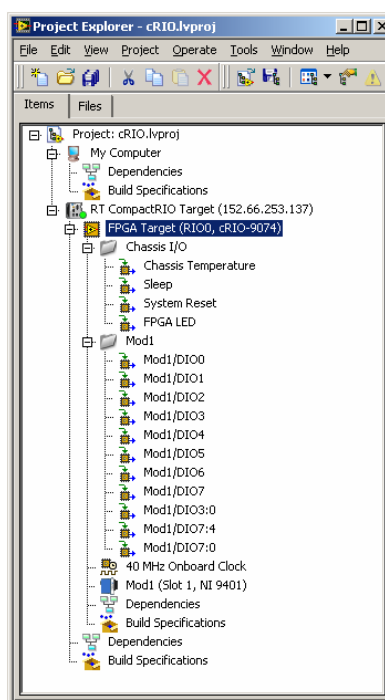 Project Explorer - cRIO.lvproj
File Edit View Project Operate Tools Window Help
Items Files
Project: cRIO.lvproj
My Computer
Dependencies
Build Specifications
RT CompactRIO Target (152.66.253.137)
FPGA Target (RIO0, cRIO-9074)
Chassis I/O
Chassis Temperature
Sleep
System Reset
FPGA LED
Mod1
Mod1/DIO0
Mod1/DIO1
Mod1/DIO2
Mod1/DIO3
Mod1/DIO4
Mod1/DIO5
Mod1/DIO6
Mod1/DIO7
Mod1/DIO3:0
Mod1/DIO7:4
Mod1/DIO7:0
40 MHz Onboard Clock
Mod1 (Slot 1, NI 9401)
Dependencies
Build Specifications
Dependencies
Build Specifications